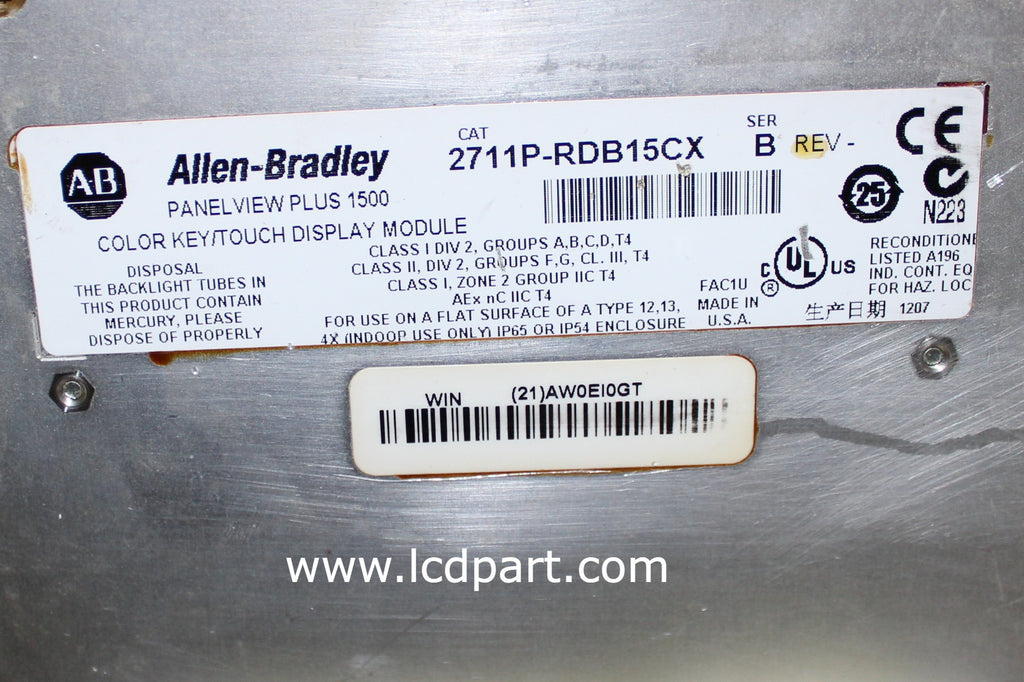 AB Allen-Bradley
PANELVIEW PLUS 1500
COLOR KEY/TOUCH DISPLAY MODULE
CAT
2711P-RDB15CX
SER
B REV -
CE
25
N223
DISPOSAL
THE BACKLIGHT TUBES IN
THIS PRODUCT CONTAIN
MERCURY, PLEASE
DISPOSE OF PROPERLY
CLASS I DIV 2, GROUPS A,B,C,D,T4
CLASS II, DIV 2, GROUPS F,G, CL. III, T4
CLASS I, ZONE 2 GROUP IIC T4
AEx nC IIC T4
FOR USE ON A FLAT SURFACE OF A TYPE 12,13,
4X (INDOOP USE ONLY) IP65 OR IP54 ENCLOSURE
FAC1U
MADE IN
U.S.A.
C UL US
®
RECONDITIONE
LISTED A196
IND. CONT. EQ
FOR HAZ. LOC
生产日期 1207
WIN (21)AW0EI0GT
www.lcdpart.com